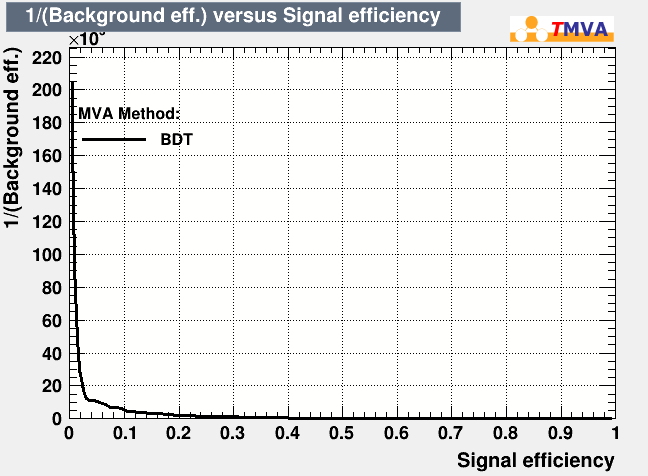 1/(Background eff.) versus Signal efficiency
TMVA
1/(Background eff.)
220
200
180
160
140
120
100
80
60
40
20
0
MVA Method:
BDT
0 0.1 0.2 0.3 0.4 0.5 0.6 0.7 0.8 0.9 1
Signal efficiency